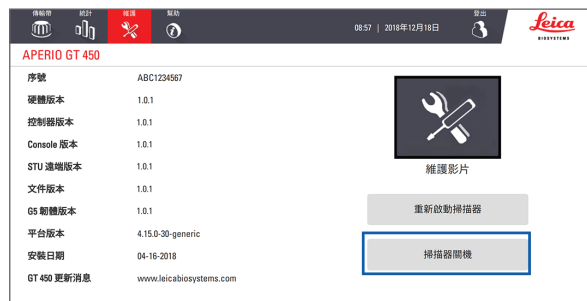 傳輸帶 統計 維護 幫助 08:57 | 2018年12月18日 登出 Leica
BIOSYSTEMS
APERIO GT 450
序號 ABC1234567
硬體版本 1.0.1
控制器版本 1.0.1
Console 版本 1.0.1
STU 遠端版本 1.0.1
文件版本 1.0.1
G5 韌體版本 1.0.1
平台版本 4.15.0-30-generic
安裝日期 04-16-2018
GT 450 更新消息 www.leicabiosystems.com
維護影片
重新啟動掃描器
掃描器關機